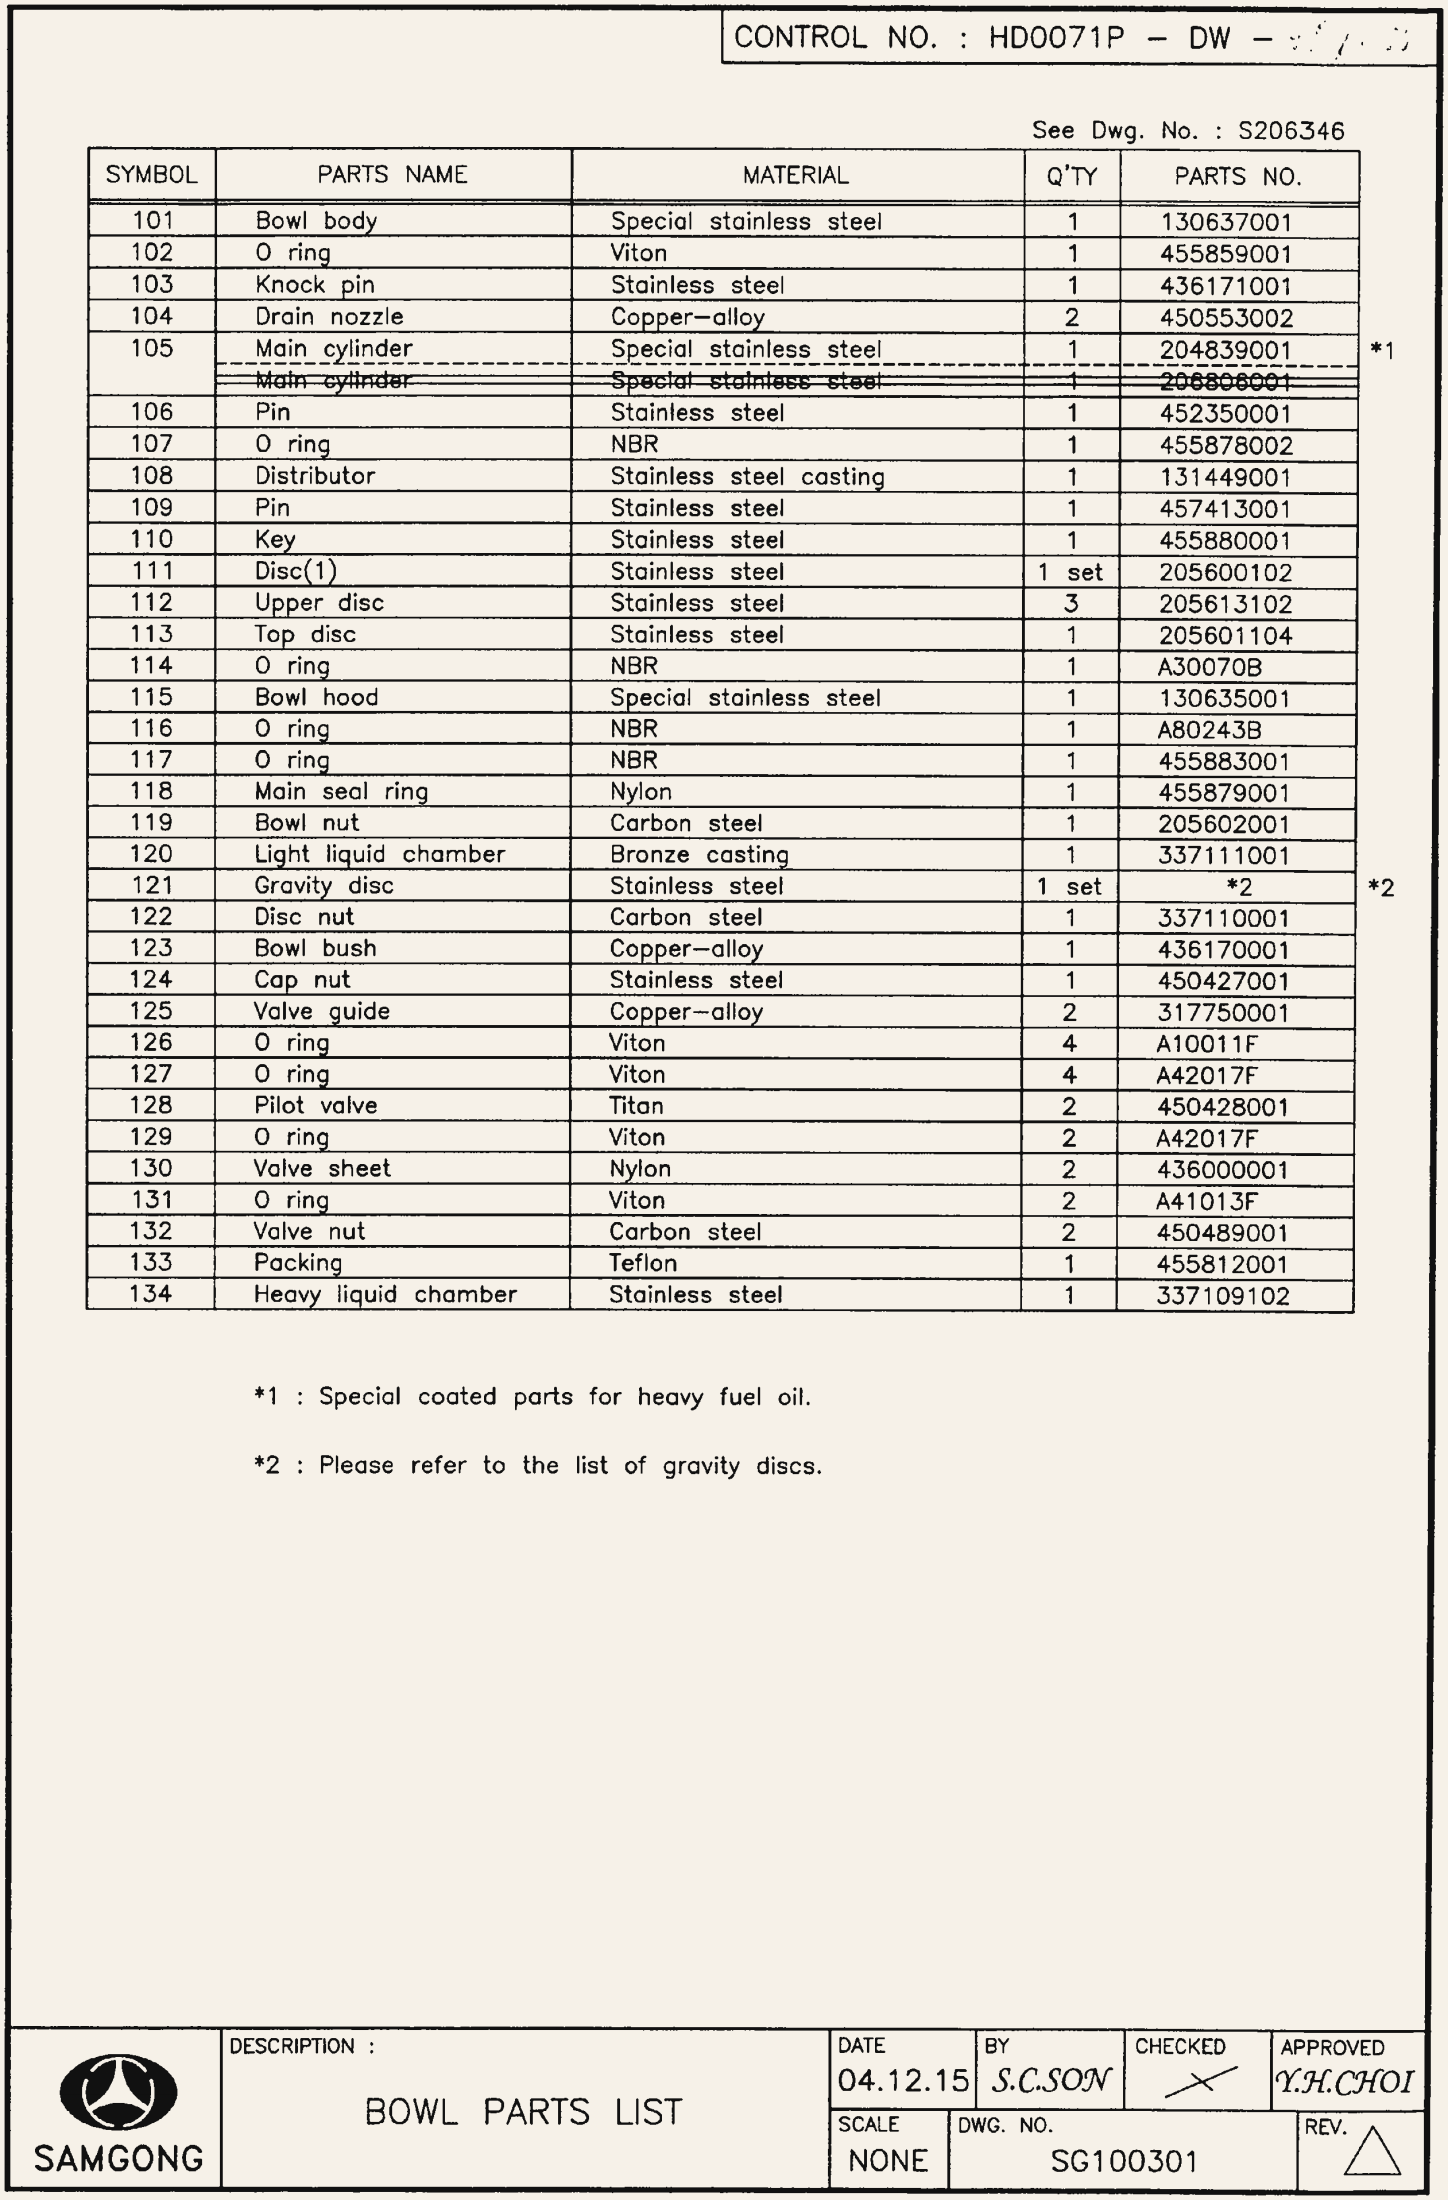 CONTROL NO. : HD0071P – DW –
See Dwg. No. : S206346
SYMBOL PARTS NAME MATERIAL Q'TY PARTS NO.
101 Bowl body Special stainless steel 1 130637001
102 O ring Viton 1 455859001
103 Knock pin Stainless steel 1 436171001
104 Drain nozzle Copper–alloy 2 450553002
105 Main cylinder Special stainless steel 1 204839001 *1
Main cylinder Special stainless steel 1 206806001
106 Pin Stainless steel 1 452350001
107 O ring NBR 1 455878002
108 Distributor Stainless steel casting 1 131449001
109 Pin Stainless steel 1 457413001
110 Key Stainless steel 1 455880001
111 Disc(1) Stainless steel 1 set 205600102
112 Upper disc Stainless steel 3 205613102
113 Top disc Stainless steel 1 205601104
114 O ring NBR 1 A30070B
115 Bowl hood Special stainless steel 1 130635001
116 O ring NBR 1 A80243B
117 O ring NBR 1 455883001
118 Main seal ring Nylon 1 455879001
119 Bowl nut Carbon steel 1 205602001
120 Light liquid chamber Bronze casting 1 337111001
121 Gravity disc Stainless steel 1 set *2 *2
122 Disc nut Carbon steel 1 337110001
123 Bowl bush Copper–alloy 1 436170001
124 Cap nut Stainless steel 1 450427001
125 Valve guide Copper–alloy 2 317750001
126 O ring Viton 4 A10011F
127 O ring Viton 4 A42017F
128 Pilot valve Titan 2 450428001
129 O ring Viton 2 A42017F
130 Valve sheet Nylon 2 436000001
131 O ring Viton 2 A41013F
132 Valve nut Carbon steel 2 450489001
133 Packing Teflon 1 455812001
134 Heavy liquid chamber Stainless steel 1 337109102
*1 : Special coated parts for heavy fuel oil.
*2 : Please refer to the list of gravity discs.
SAMGONG
DESCRIPTION :
BOWL PARTS LIST
DATE BY CHECKED APPROVED
04.12.15 S.C.SON Y.H.CHOI
SCALE DWG. NO. REV.
NONE SG100301